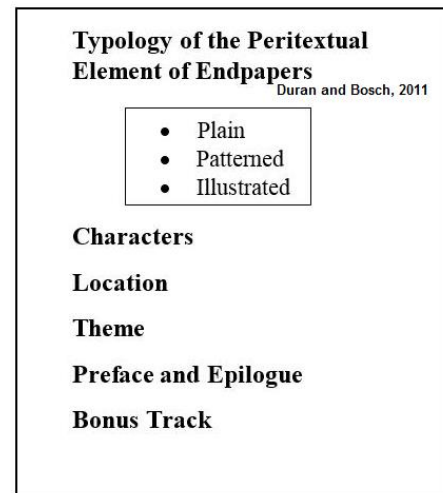 Typology of the Peritextual
Element of Endpapers
Duran and Bosch, 2011
• Plain
• Patterned
• Illustrated
Characters
Location
Theme
Preface and Epilogue
Bonus Track